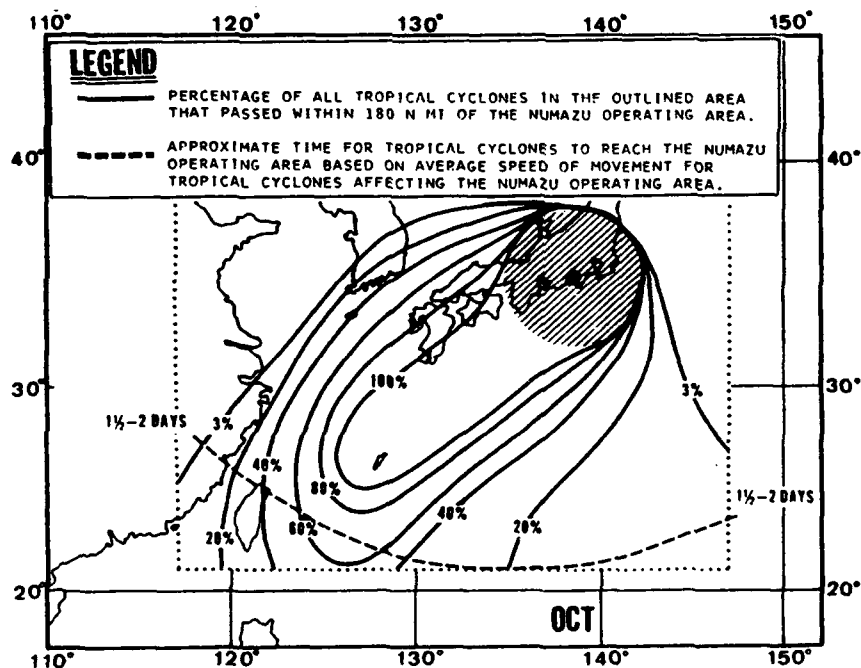 110° 120° 130° 140° 150°
LEGEND
PERCENTAGE OF ALL TROPICAL CYCLONES IN THE OUTLINED AREA
THAT PASSED WITHIN 180 N MI OF THE NUMAZU OPERATING AREA.
APPROXIMATE TIME FOR TROPICAL CYCLONES TO REACH THE NUMAZU
OPERATING AREA BASED ON AVERAGE SPEED OF MOVEMENT FOR
TROPICAL CYCLONES AFFECTING THE NUMAZU OPERATING AREA.
40° 40°
30° 100% 3% 30°
1½-2 DAYS 3%
40%
80%
1½-2 DAYS
20% 60% 40% 20%
20° 20°
OCT
110° 120° 130° 140° 150°